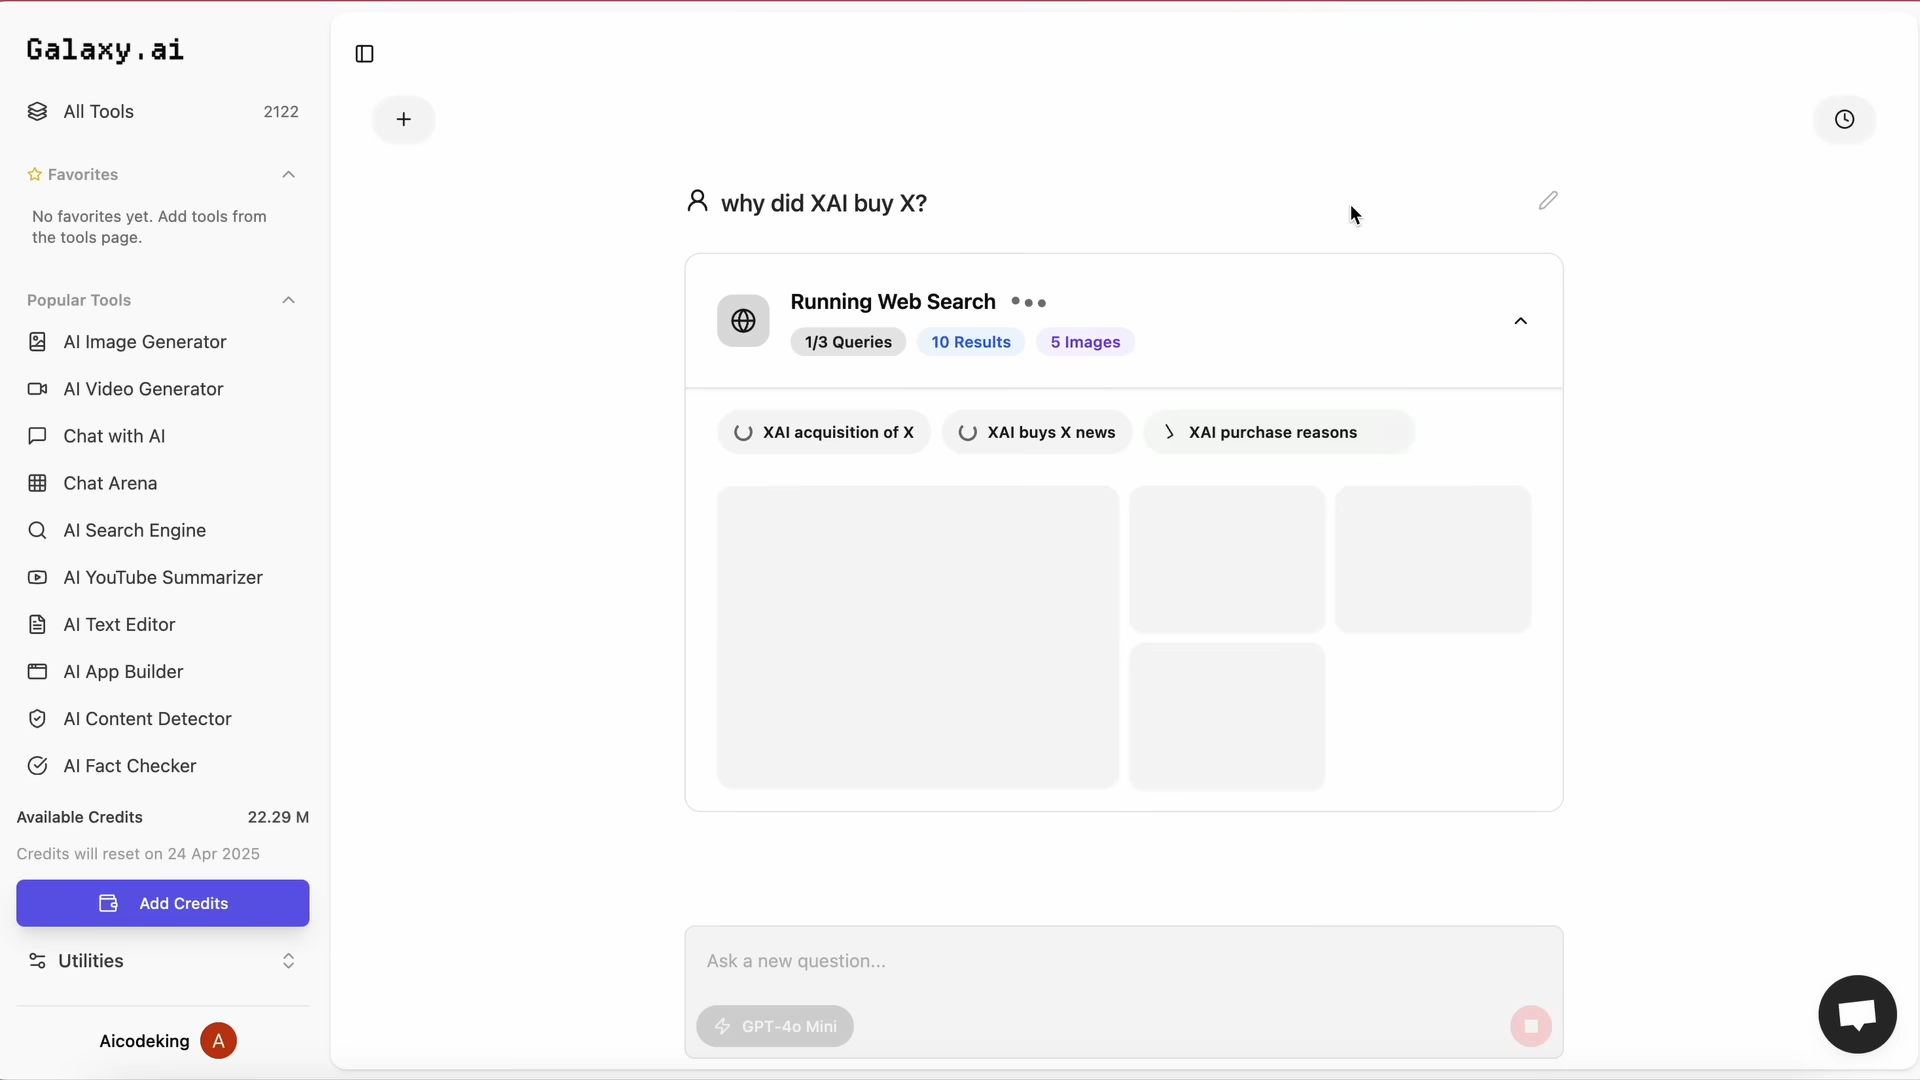 Galaxy.ai
All Tools 2122
Favorites
No favorites yet. Add tools from
the tools page.
Popular Tools
AI Image Generator
AI Video Generator
Chat with AI
Chat Arena
AI Search Engine
AI YouTube Summarizer
AI Text Editor
AI App Builder
AI Content Detector
AI Fact Checker
Available Credits 22.29 M
Credits will reset on 24 Apr 2025
Add Credits
Utilities
Aicodeking A
why did XAI buy X?
Running Web Search
1/3 Queries 10 Results 5 Images
XAI acquisition of X XAI buys X news XAI purchase reasons
Ask a new question...
GPT-4o Mini